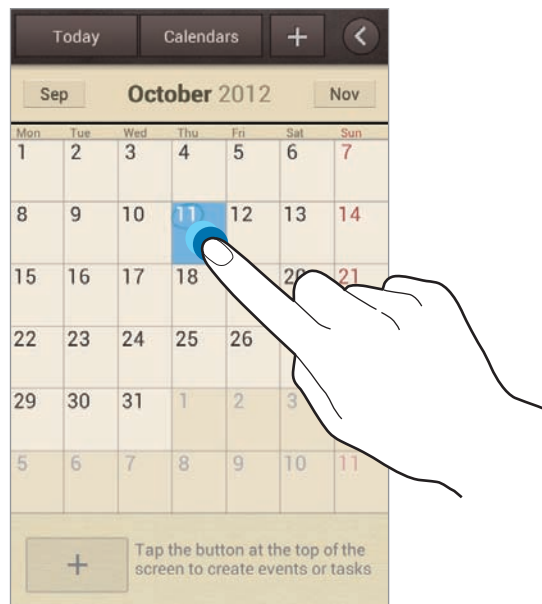 Today Calendars +
Sep October 2012 Nov
Mon Tue Wed Thu Fri Sat Sun
1 2 3 4 5 6 7
8 9 10 11 12 13 14
15 16 17 18 20 21
22 23 24 25 26
29 30 31 1 2 3
5 6 7 8 9 10 11
+ Tap the button at the top of the
screen to create events or tasks